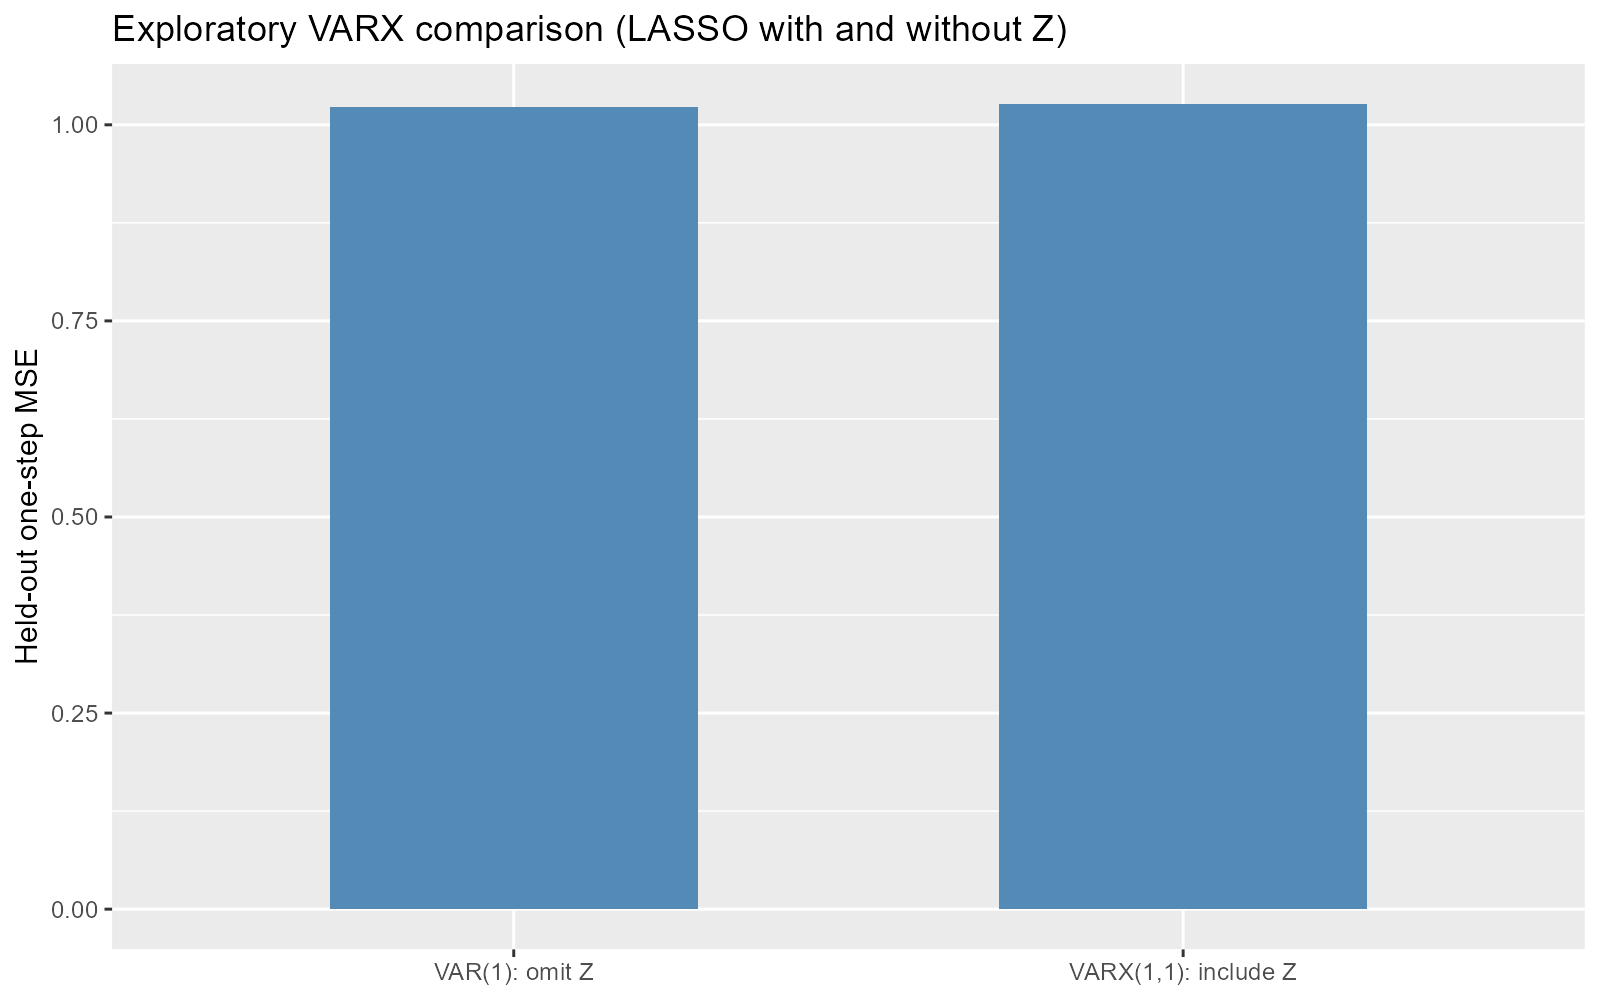 Exploratory VARX comparison (LASSO with and without Z)
Held-out one-step MSE
1.00
0.75
0.50
0.25
0.00
VAR(1): omit Z
VARX(1,1): include Z